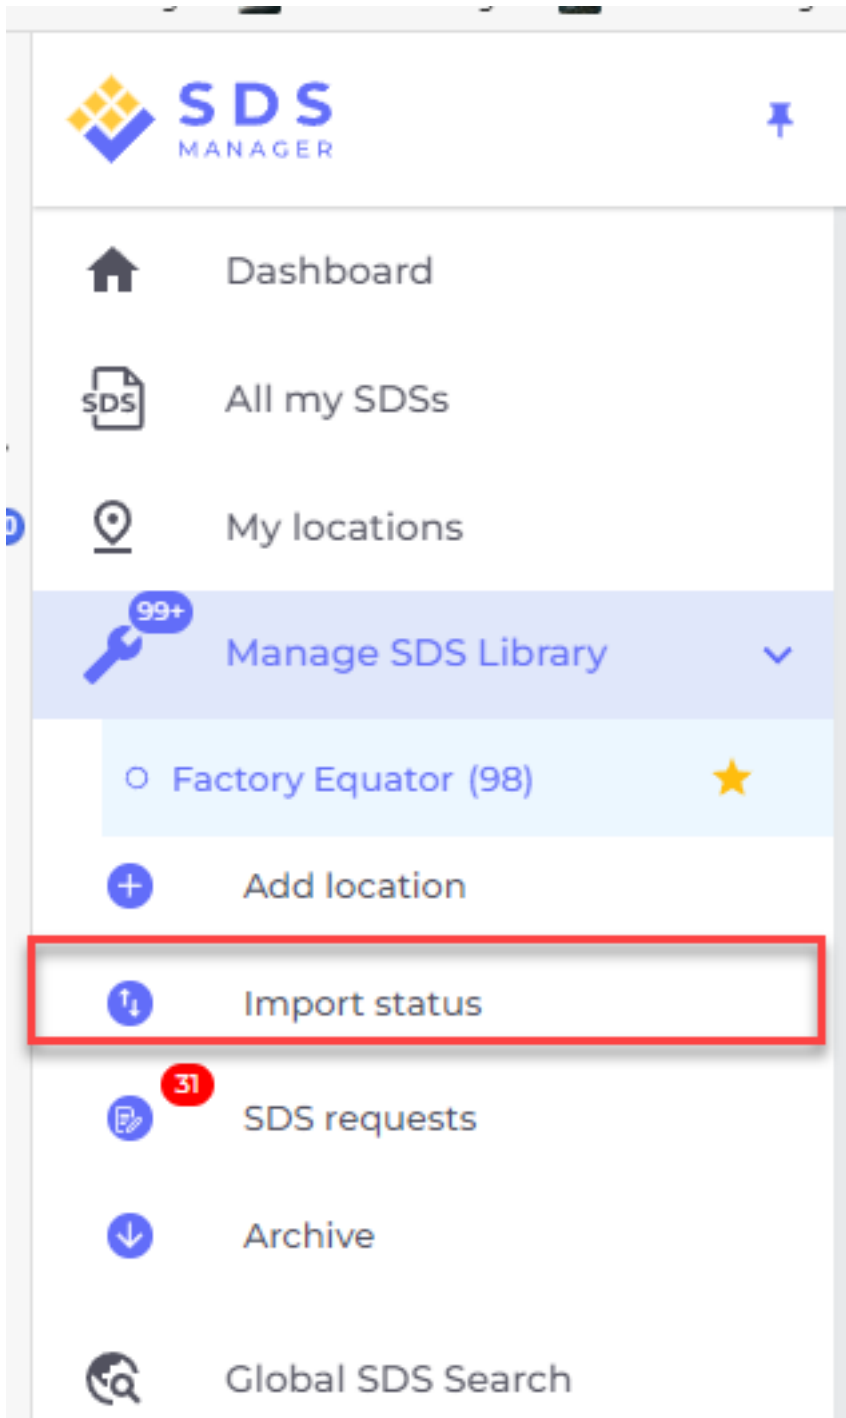 SDS
MANAGER
Dashboard
SDS
All my SDSs
My locations
99+
Manage SDS Library
Factory Equator (98)
Add location
Import status
31
SDS requests
Archive
Global SDS Search